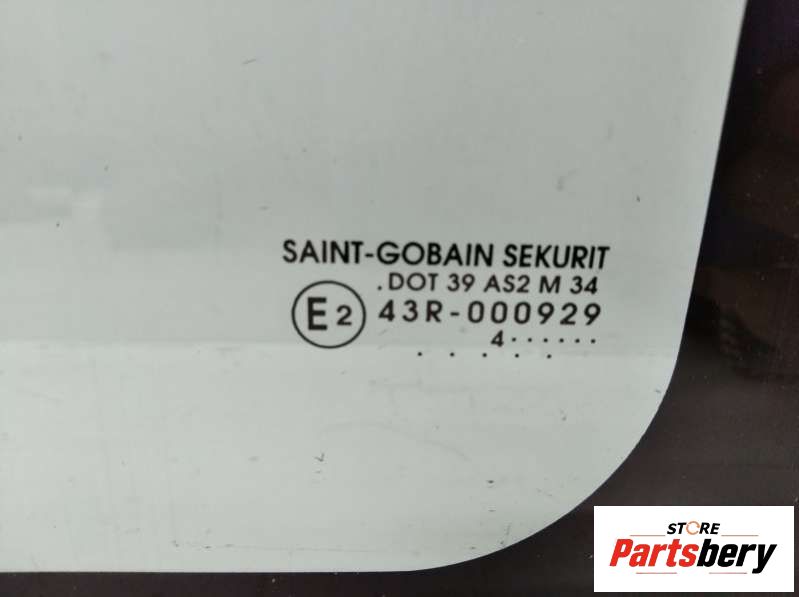 SAINT-GOBAIN SEKURIT
.DOT 39 AS2 M 34
E2 43R-000929
4······
. . . . .
STORE
Partsbery